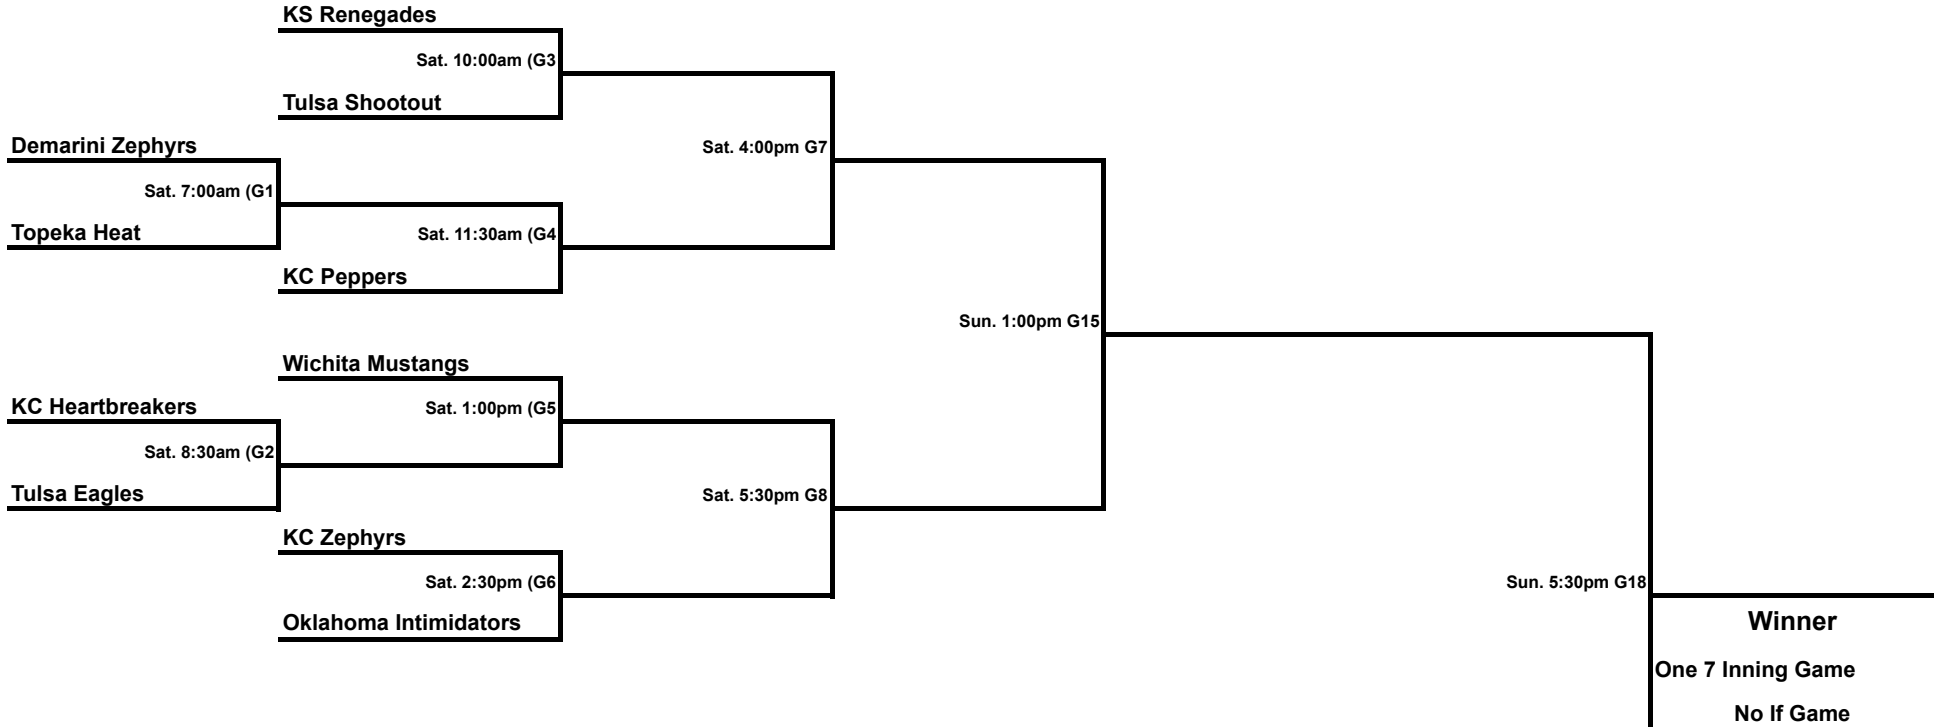 KS Renegades
Sat. 10:00am (G3
Tulsa Shootout
Demarini Zephyrs
Sat. 4:00pm G7
Sat. 7:00am (G1
Topeka Heat
Sat. 11:30am (G4
KC Peppers
Sun. 1:00pm G15
Wichita Mustangs
KC Heartbreakers
Sat. 1:00pm (G5
Sat. 8:30am (G2
Tulsa Eagles
Sat. 5:30pm G8
KC Zephyrs
Sat. 2:30pm (G6
Sun. 5:30pm G18
Oklahoma Intimidators
Winner
One 7 Inning Game
No If Game